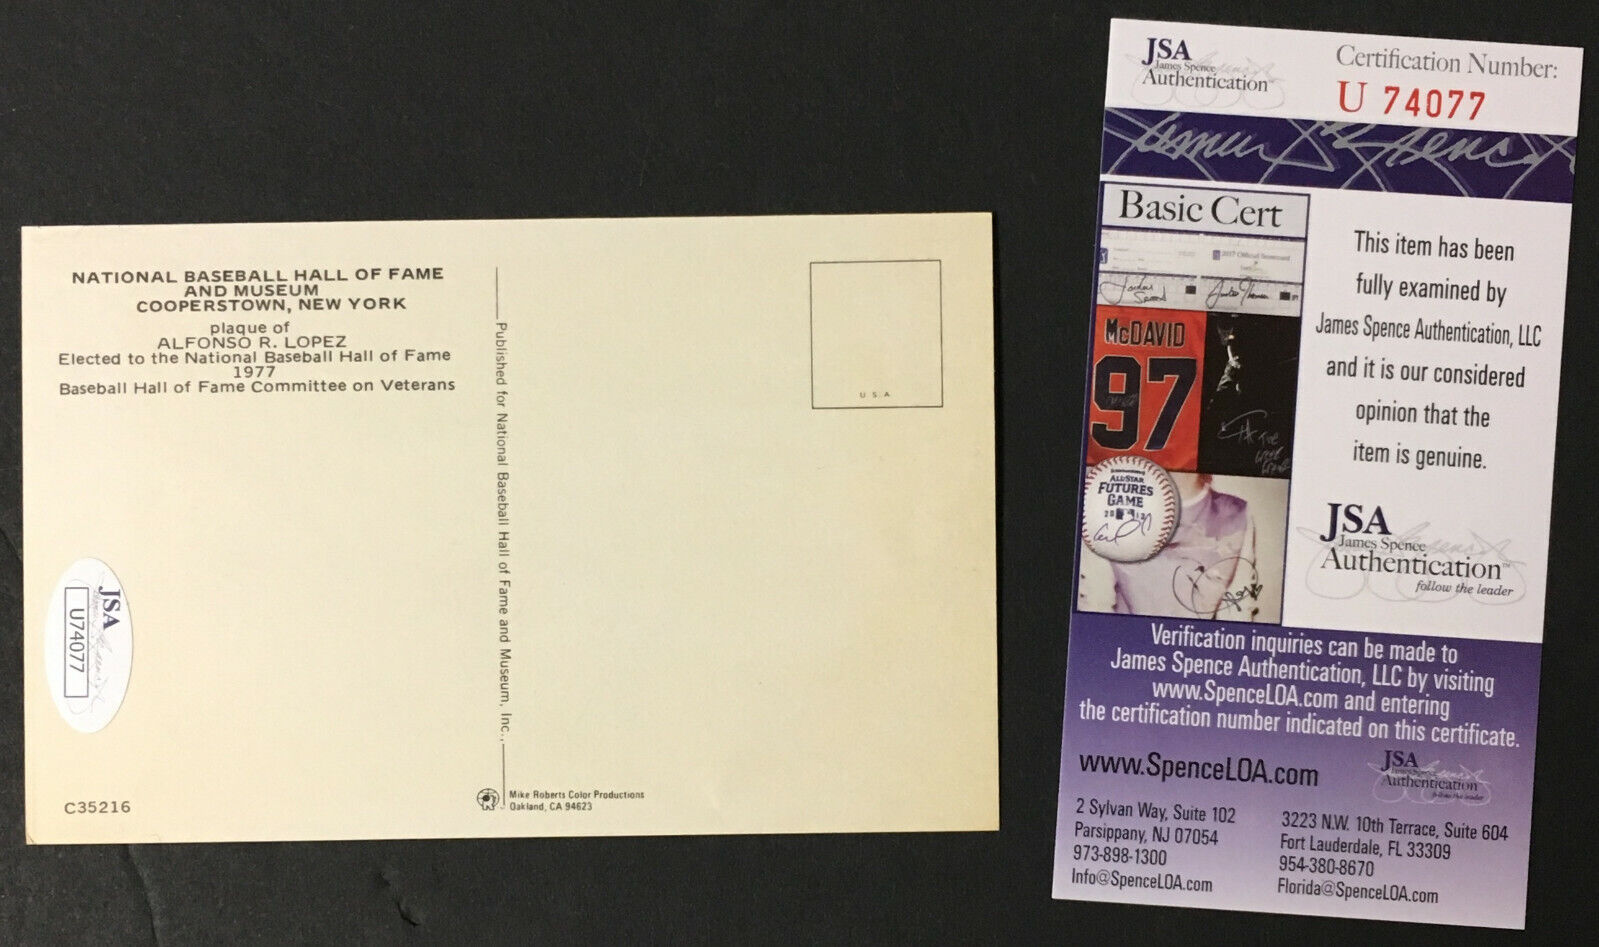 NATIONAL BASEBALL HALL OF FAME
AND MUSEUM
COOPERSTOWN, NEW YORK
plaque of
ALFONSO R. LOPEZ
Elected to the National Baseball Hall of Fame
1977
Baseball Hall of Fame Committee on Veterans
Published for National Baseball Hall of Fame and Museum, Inc.,
U S A
JSA
U74077
C35216
Mike Roberts Color Productions
Oakland, CA 94623
JSA
James Spence
Authentication
Certification Number:
U 74077
Basic Cert
McDAVID
97
ALL-STAR
FUTURES
GAME
This item has been
fully examined by
James Spence Authentication, LLC
and it is our considered
opinion that the
item is genuine.
JSA
James Spence
Authentication™
follow the leader
Verification inquiries can be made to
James Spence Authentication, LLC by visiting
www.SpenceLOA.com and entering
the certification number indicated on this certificate.
www.SpenceLOA.com
JSA
Authentication
2 Sylvan Way, Suite 102
Parsippany, NJ 07054
973-898-1300
Info@SpenceLOA.com
3223 N.W. 10th Terrace, Suite 604
Fort Lauderdale, FL 33309
954-380-8670
Florida@SpenceLOA.com